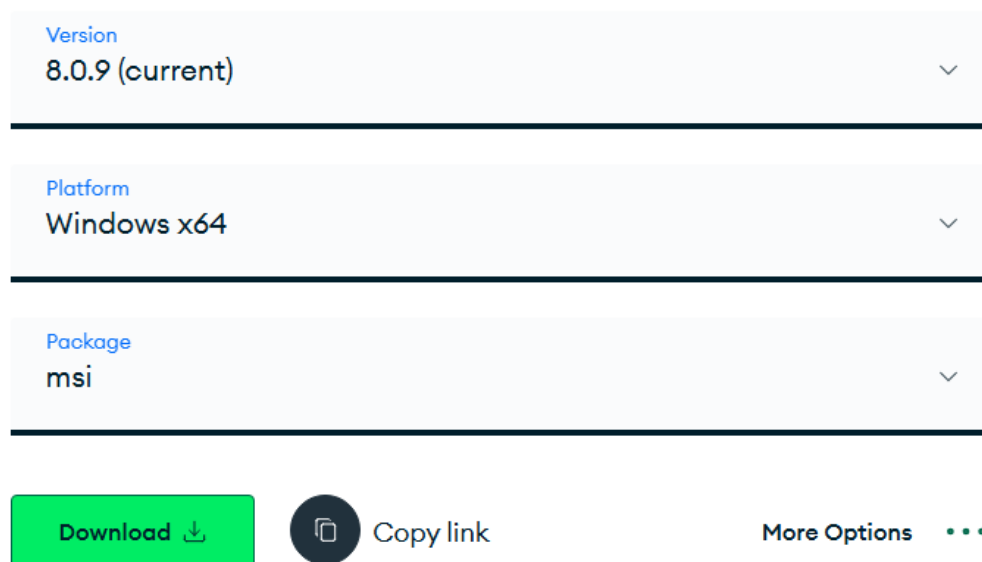 Version
8.0.9 (current)
Platform
Windows x64
Package
msi
Download
Copy link
More Options